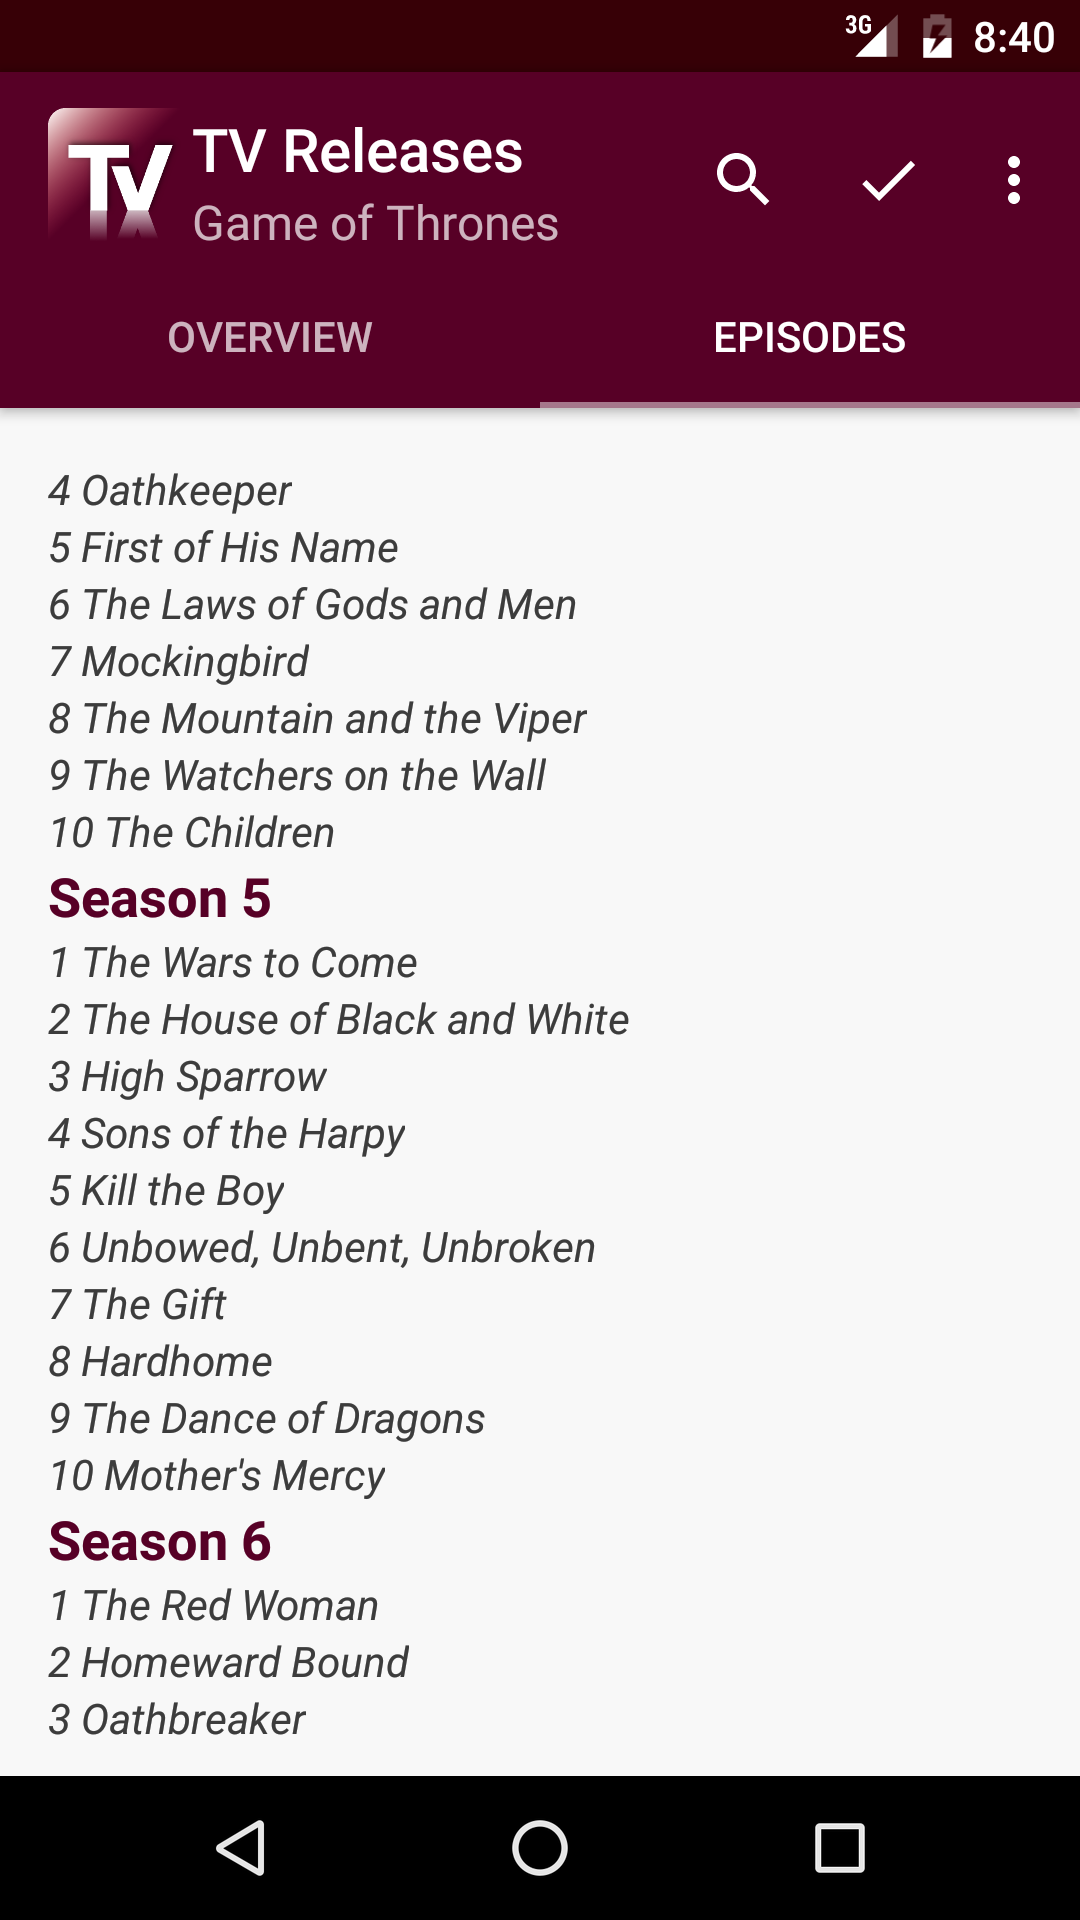 3G 8:40
TV
TV Releases
Game of Thrones
OVERVIEW EPISODES
4 Oathkeeper
5 First of His Name
6 The Laws of Gods and Men
7 Mockingbird
8 The Mountain and the Viper
9 The Watchers on the Wall
10 The Children
Season 5
1 The Wars to Come
2 The House of Black and White
3 High Sparrow
4 Sons of the Harpy
5 Kill the Boy
6 Unbowed, Unbent, Unbroken
7 The Gift
8 Hardhome
9 The Dance of Dragons
10 Mother's Mercy
Season 6
1 The Red Woman
2 Homeward Bound
3 Oathbreaker